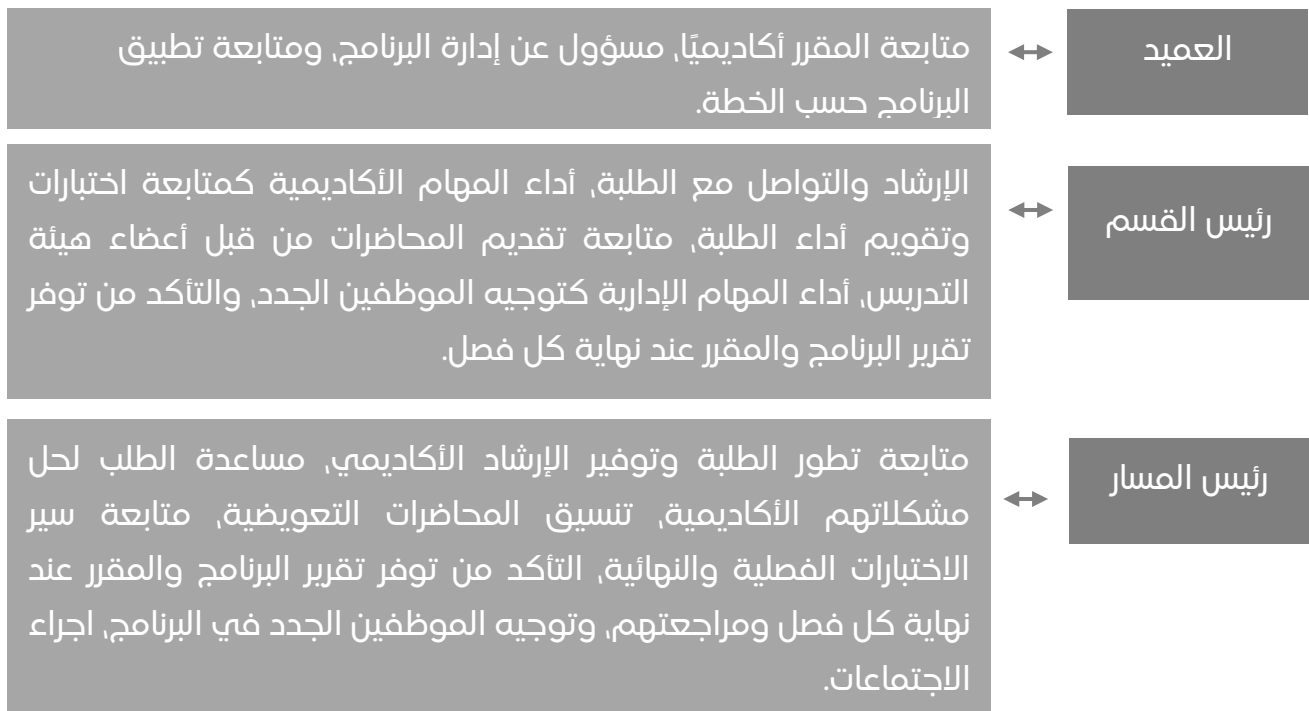 العميد
متابعة المقرر أكاديميًا, مسؤول عن إدارة البرنامج, ومتابعة تطبيق
البرنامج حسب الخطة.
رئيس القسم
الإرشاد والتواصل مع الطلبة, أداء المهام الأكاديمية كمتابعة اختبارات
وتقويم أداء الطلبة, متابعة تقديم المحاضرات من قبل أعضاء هيئة
التدريس, أداء المهام الإدارية كتوجيه الموظفين الجدد, والتأكد من توفر
تقرير البرنامج والمقرر عند نهاية كل فصل.
رئيس المسار
متابعة تطور الطلبة وتوفير الإرشاد الأكاديمي, مساعدة الطلب لحل
مشكلاتهم الأكاديمية, تنسيق المحاضرات التعويضية, متابعة سير
الاختبارات الفصلية والنهائية, التأكد من توفر تقرير البرنامج والمقرر عند
نهاية كل فصل ومراجعتهم, وتوجيه الموظفين الجدد في البرنامج, اجراء
الاجتماعات.